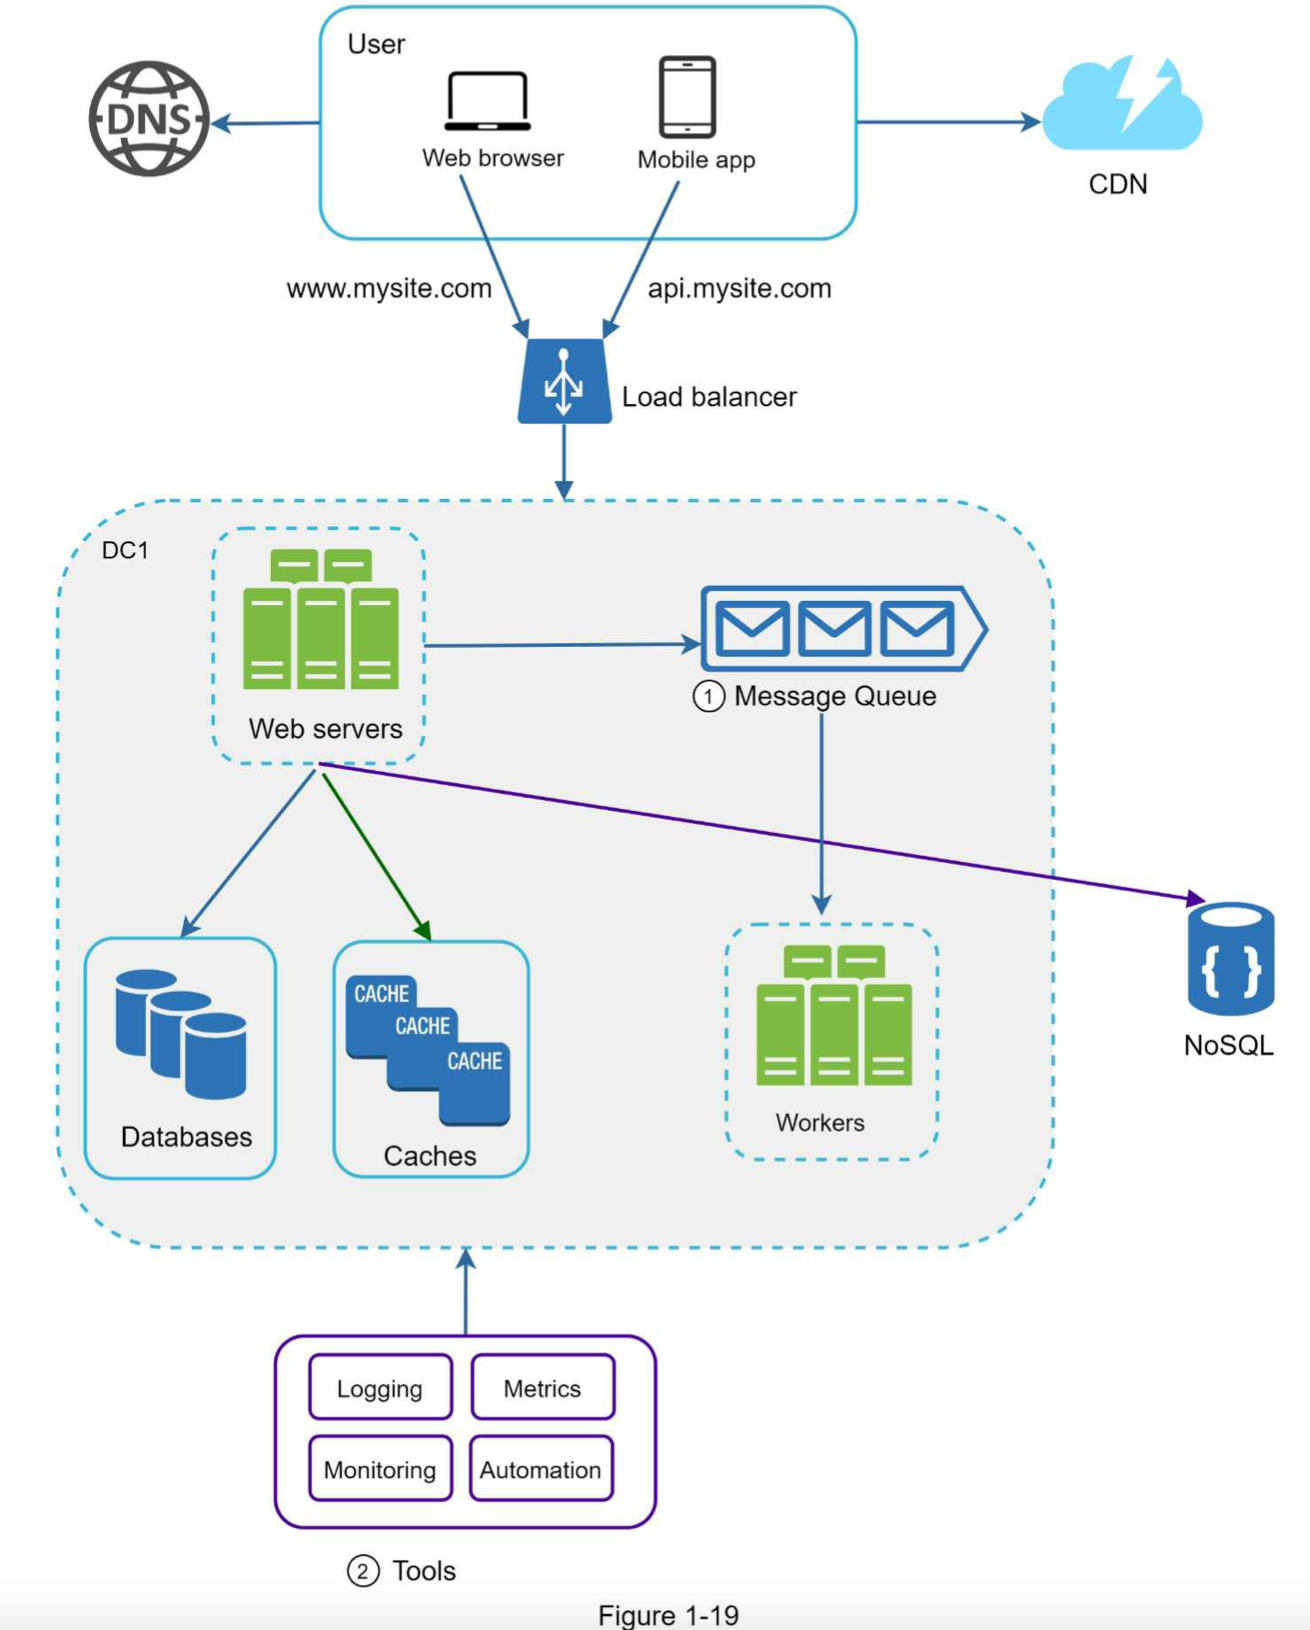 User
DNS
Web browser
Mobile app
CDN
www.mysite.com
api.mysite.com
Load balancer
DC1
Web servers
1 Message Queue
Databases
CACHE
CACHE
CACHE
Caches
Workers
{ }
NoSQL
Logging
Metrics
Monitoring
Automation
2 Tools
Figure 1-19